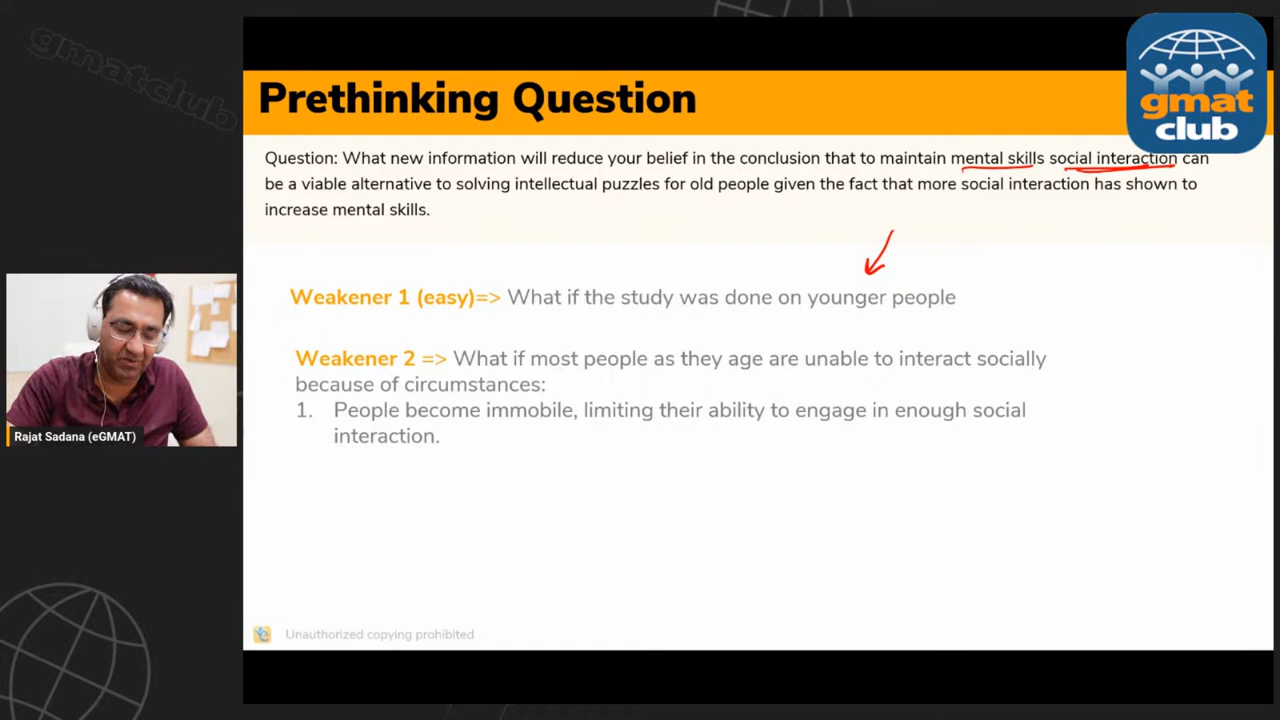 gmatclub
gmat
club
Prethinking Question
Question: What new information will reduce your belief in the conclusion that to maintain mental skills social interaction can
be a viable alternative to solving intellectual puzzles for old people given the fact that more social interaction has shown to
increase mental skills.
Weakener 1 (easy)=> What if the study was done on younger people
Weakener 2 => What if most people as they age are unable to interact socially
because of circumstances:
1. People become immobile, limiting their ability to engage in enough social
interaction.
Rajat Sadana (eGMAT)
Unauthorized copying prohibited